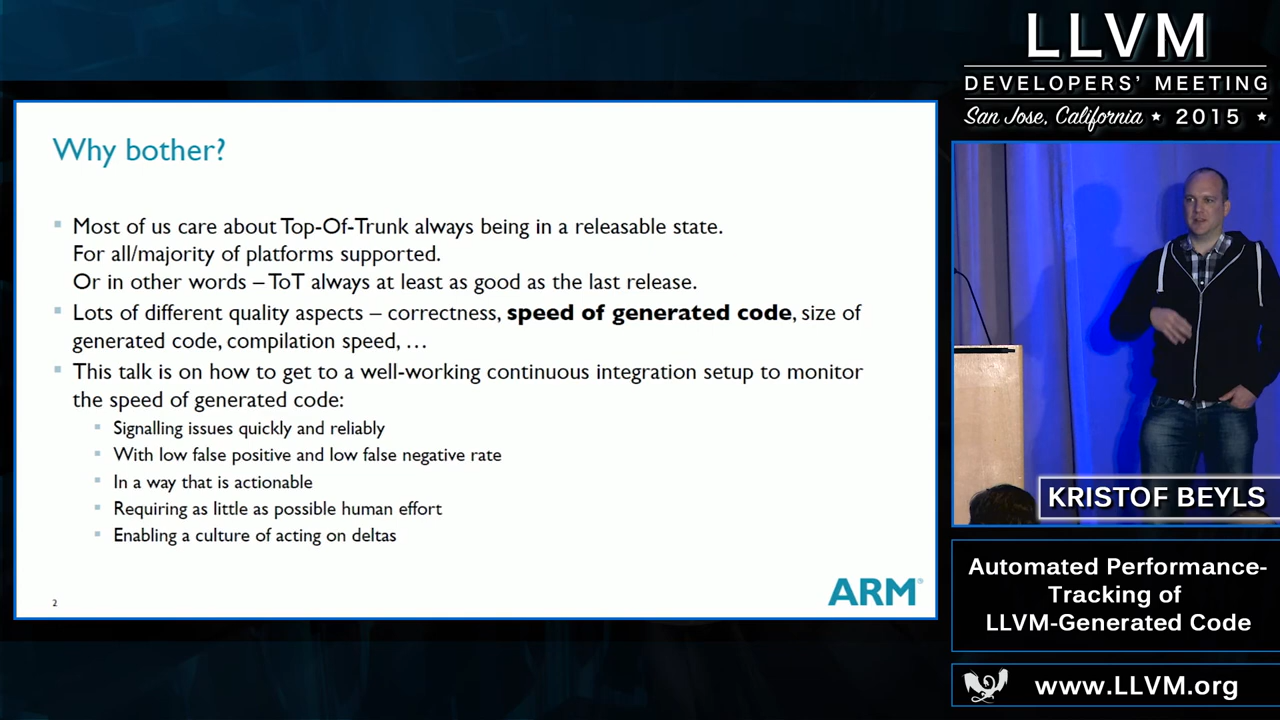 Why bother?
Most of us care about Top-Of-Trunk always being in a releasable state.
For all/majority of platforms supported.
Or in other words – ToT always at least as good as the last release.
Lots of different quality aspects – correctness, speed of generated code, size of
generated code, compilation speed, …
This talk is on how to get to a well-working continuous integration setup to monitor
the speed of generated code:
Signalling issues quickly and reliably
With low false positive and low false negative rate
In a way that is actionable
Requiring as little as possible human effort
Enabling a culture of acting on deltas
2
ARM®
LLVM
DEVELOPERS' MEETING
San Jose, California ★ 2015 ★
KRISTOF BEYLS
Automated Performance-
Tracking of
LLVM-Generated Code
www.LLVM.org